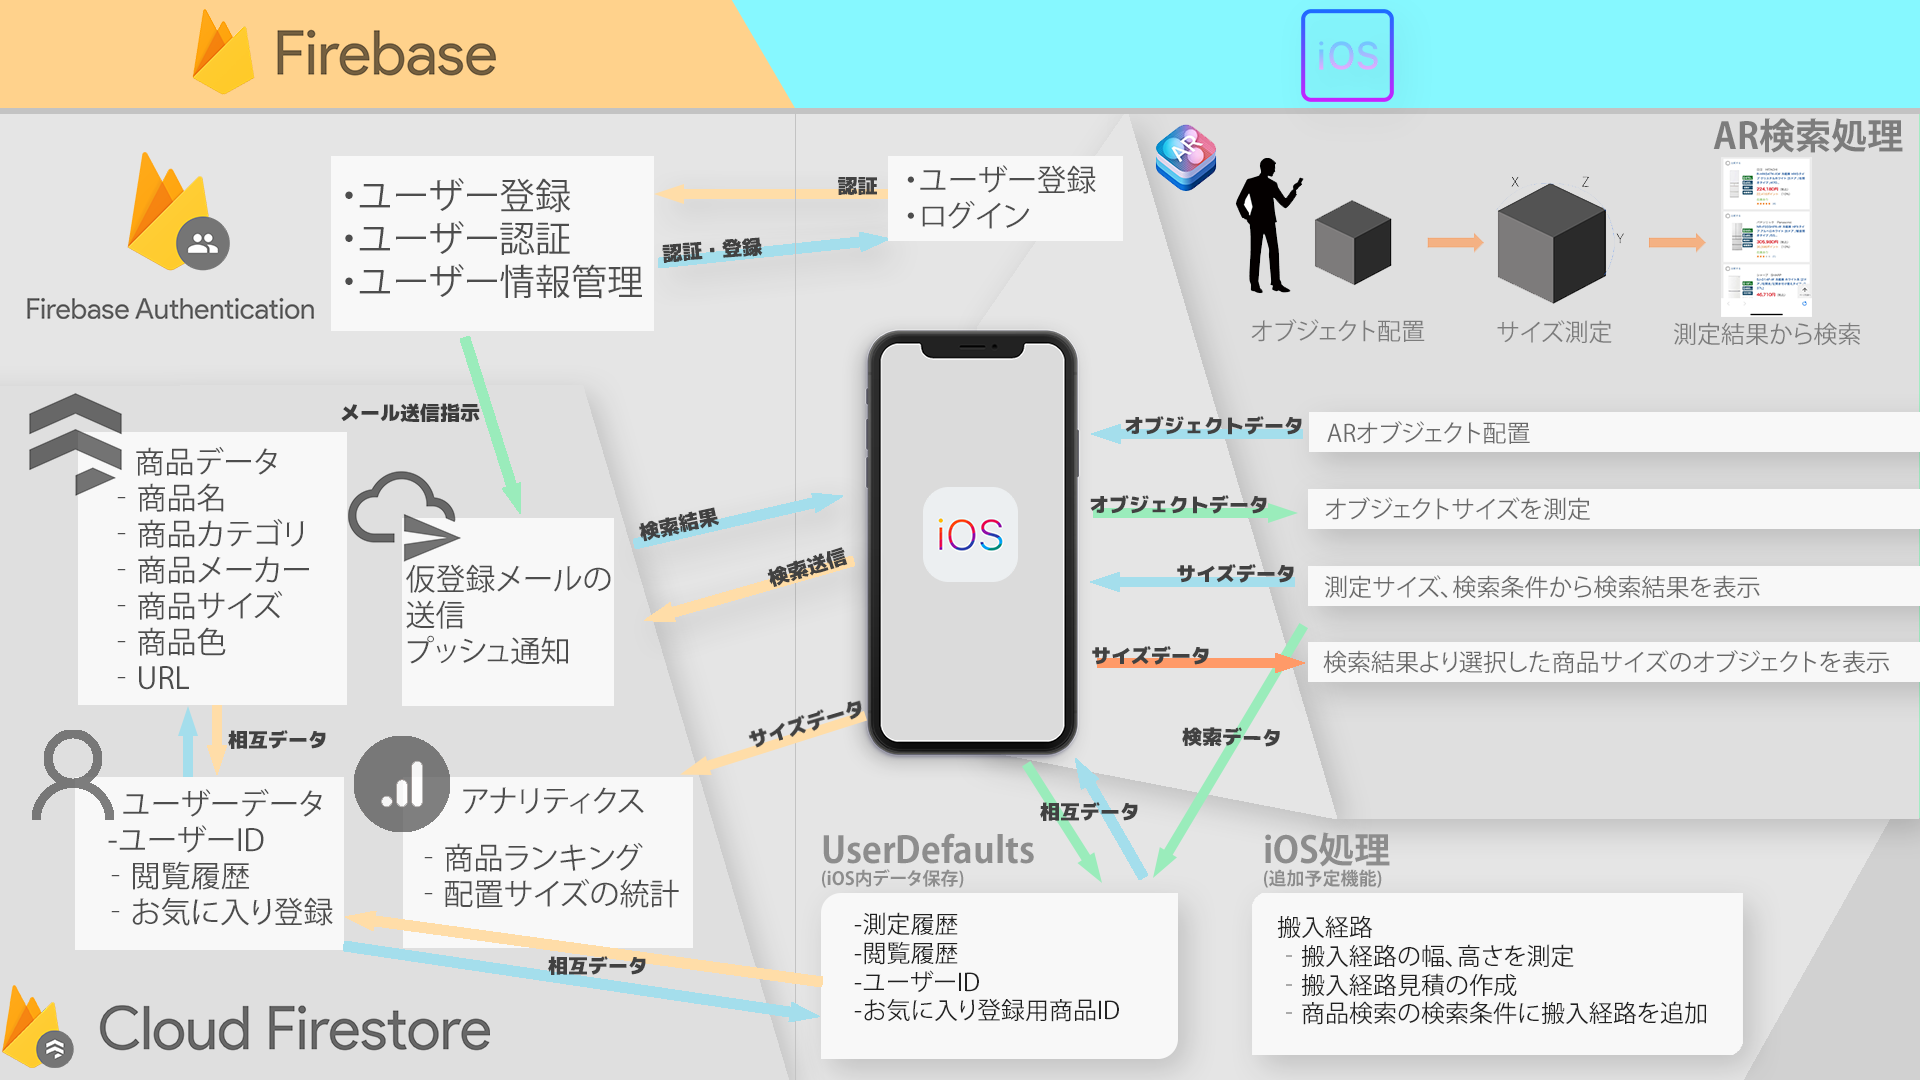 Firebase
iOS
Firebase Authentication
・ユーザー登録
・ユーザー認証
・ユーザー情報管理
認証
認証・登録
・ユーザー登録
・ログイン
AR
AR検索処理
X
Z
Y
オブジェクト配置
サイズ測定
測定結果から検索
メール送信指示
商品データ
- 商品名
- 商品カテゴリ
- 商品メーカー
- 商品サイズ
- 商品色
- URL
仮登録メールの
送信
プッシュ通知
検索結果
検索送信
サイズデータ
iOS
オブジェクトデータ
ARオブジェクト配置
オブジェクトデータ
オブジェクトサイズを測定
サイズデータ
測定サイズ、検索条件から検索結果を表示
サイズデータ
検索結果より選択した商品サイズのオブジェクトを表示
検索データ
相互データ
相互データ
ユーザーデータ
-ユーザーID
- 閲覧履歴
- お気に入り登録
アナリティクス
- 商品ランキング
- 配置サイズの統計
相互データ
Cloud Firestore
UserDefaults
(iOS内データ保存)
-測定履歴
-閲覧履歴
-ユーザーID
-お気に入り登録用商品ID
iOS処理
(追加予定機能)
搬入経路
- 搬入経路の幅、高さを測定
- 搬入経路見積の作成
- 商品検索の検索条件に搬入経路を追加